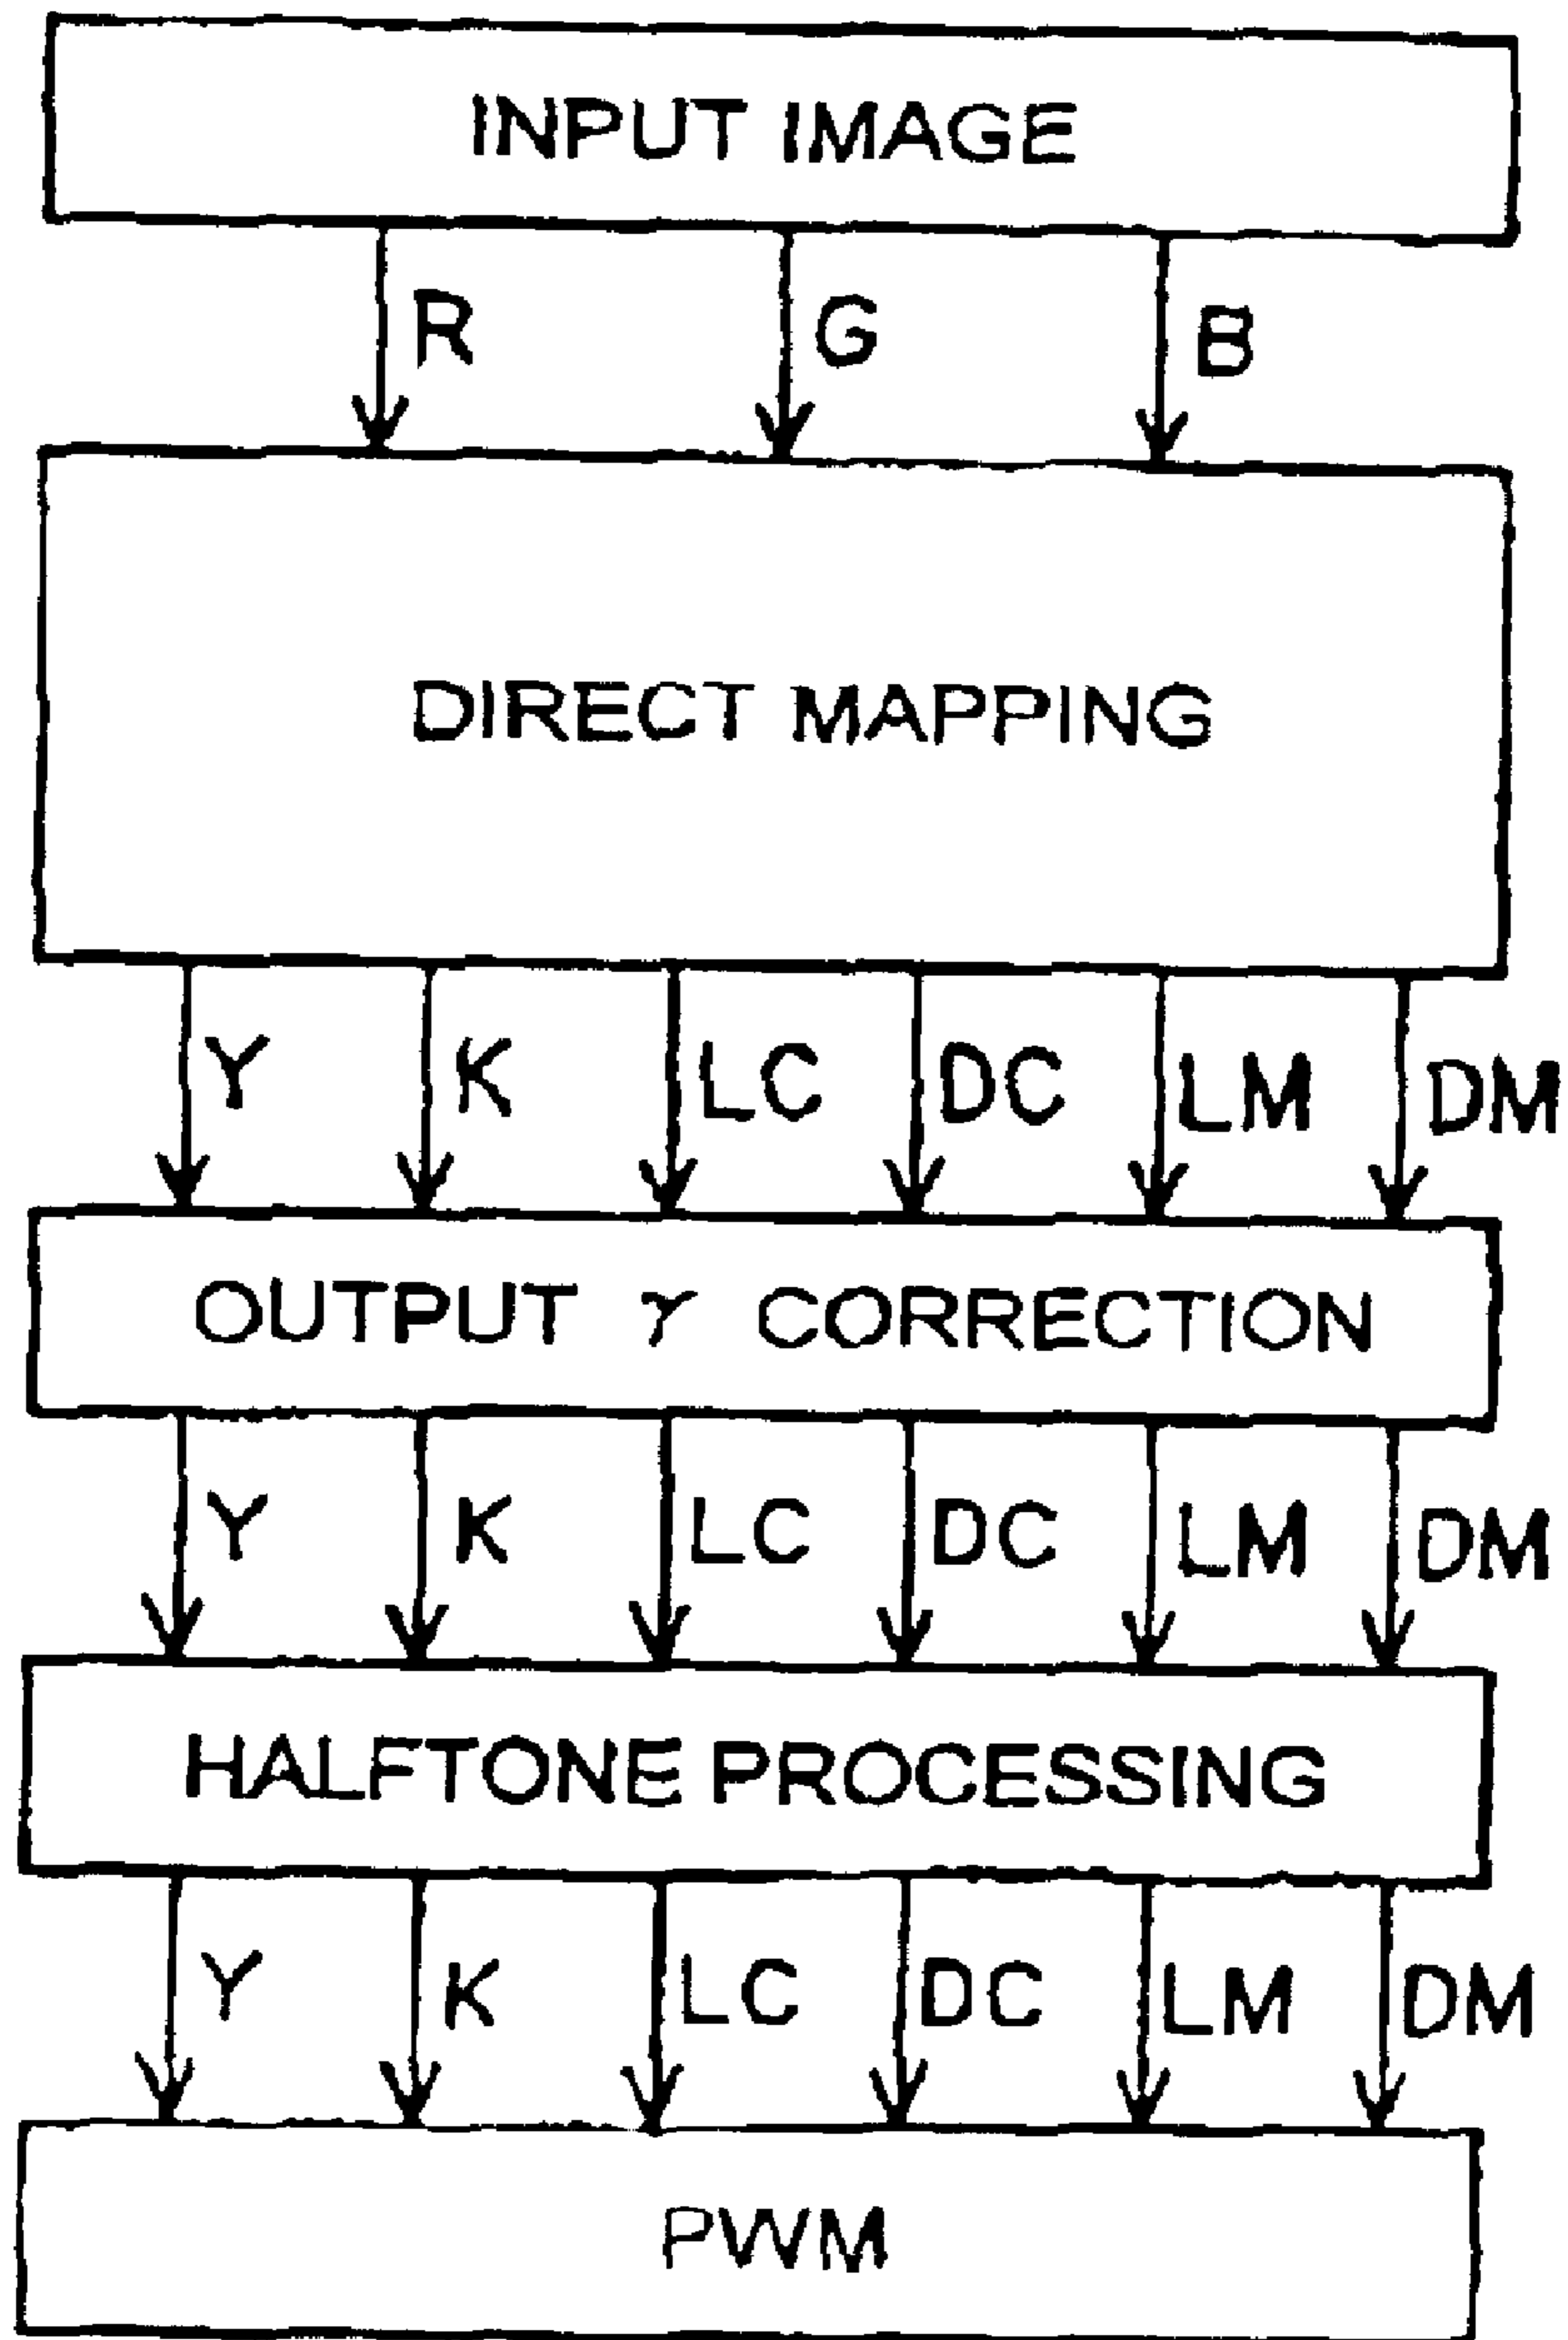 INPUT IMAGE
R G B
DIRECT MAPPING
Y K LC DC LM DM
OUTPUT γ CORRECTION
Y K LC DC LM DM
HALFTONE PROCESSING
Y K LC DC LM DM
PWM